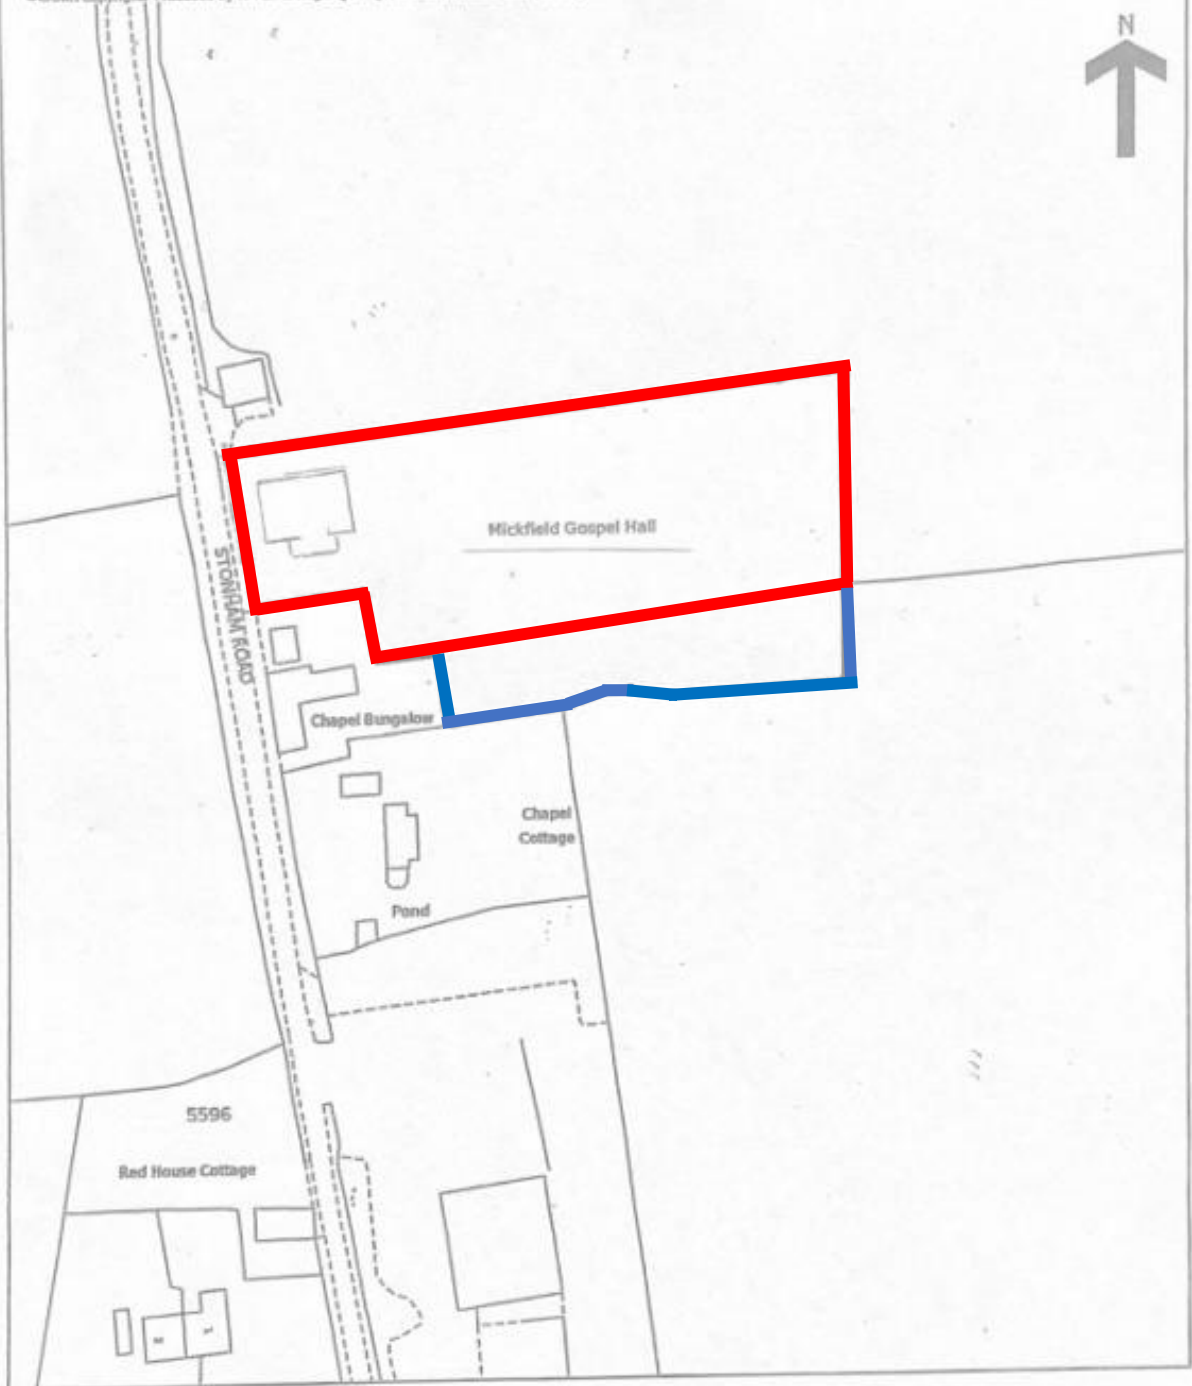 N
Mickfield Gospel Hall
STONHAM ROAD
Chapel Bungalow
Chapel
Cottage
Pond
5596
Red House Cottage